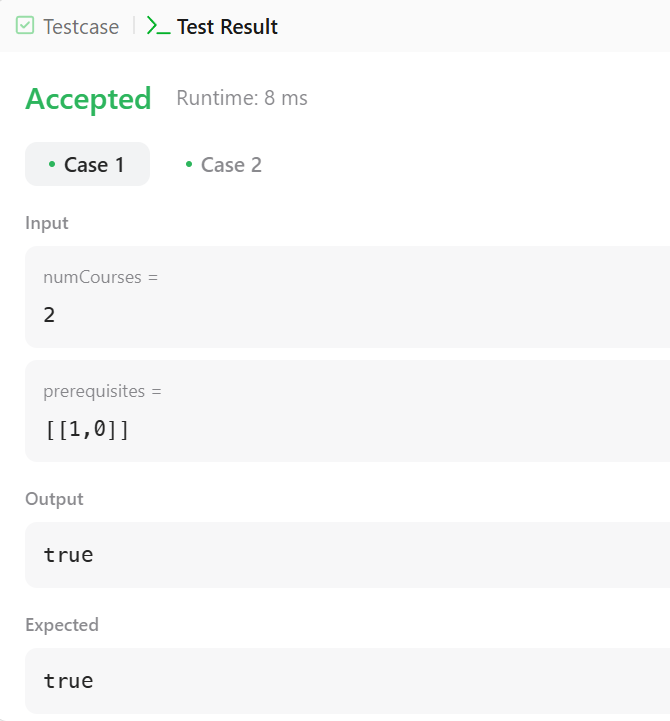 Testcase Test Result
Accepted Runtime: 8 ms
Case 1 Case 2
Input
numCourses =
2
prerequisites =
[[1,0]]
Output
true
Expected
true